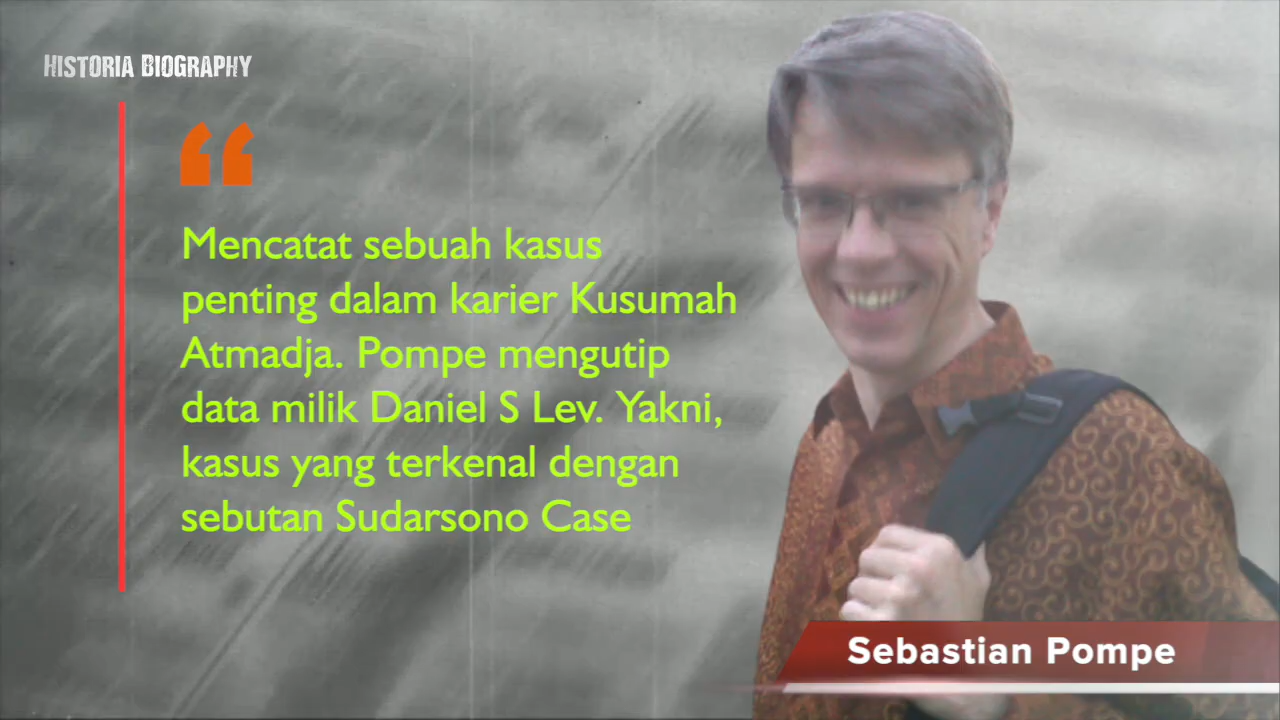 HISTORIA BIOGRAPHY
“
Mencatat sebuah kasus
penting dalam karier Kusumah
Atmadja. Pompe mengutip
data milik Daniel S Lev. Yakni,
kasus yang terkenal dengan
sebutan Sudarsono Case
Sebastian Pompe